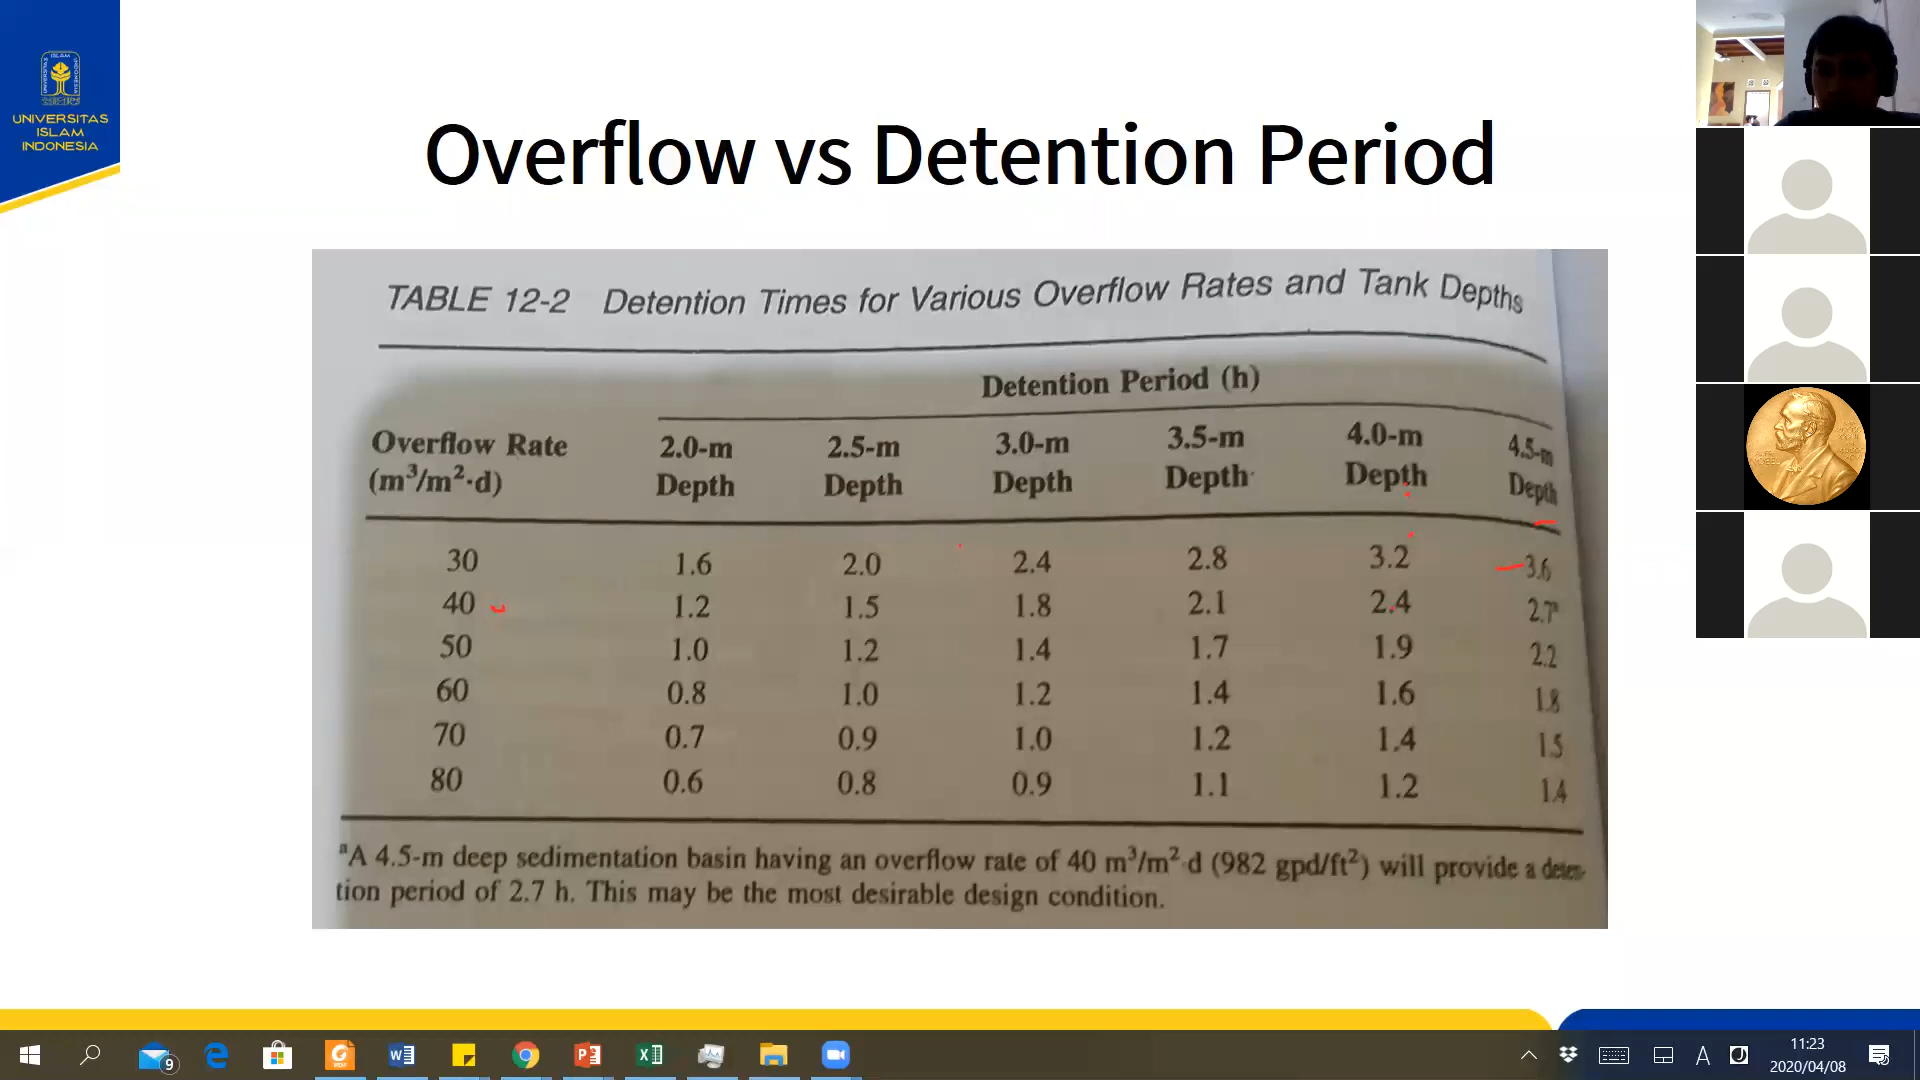 ISLAM
UNIVERSITAS
INDONESIA
UNIVERSITAS
ISLAM
INDONESIA
Overflow vs Detention Period
TABLE 12-2 Detention Times for Various Overflow Rates and Tank Depths
Detention Period (h)
Overflow Rate (m³/m²·d) 2.0-m Depth 2.5-m Depth 3.0-m Depth 3.5-m Depth 4.0-m Depth 4.5-m Depth
30 1.6 2.0 2.4 2.8 3.2 3.6
40 1.2 1.5 1.8 2.1 2.4 2.7ᵃ
50 1.0 1.2 1.4 1.7 1.9 2.2
60 0.8 1.0 1.2 1.4 1.6 1.8
70 0.7 0.9 1.0 1.2 1.4 1.5
80 0.6 0.8 0.9 1.1 1.2 1.4
ᵃA 4.5-m deep sedimentation basin having an overflow rate of 40 m³/m²·d (982 gpd/ft²) will provide a deten-
tion period of 2.7 h. This may be the most desirable design condition.
9
A
11:23
2020/04/08